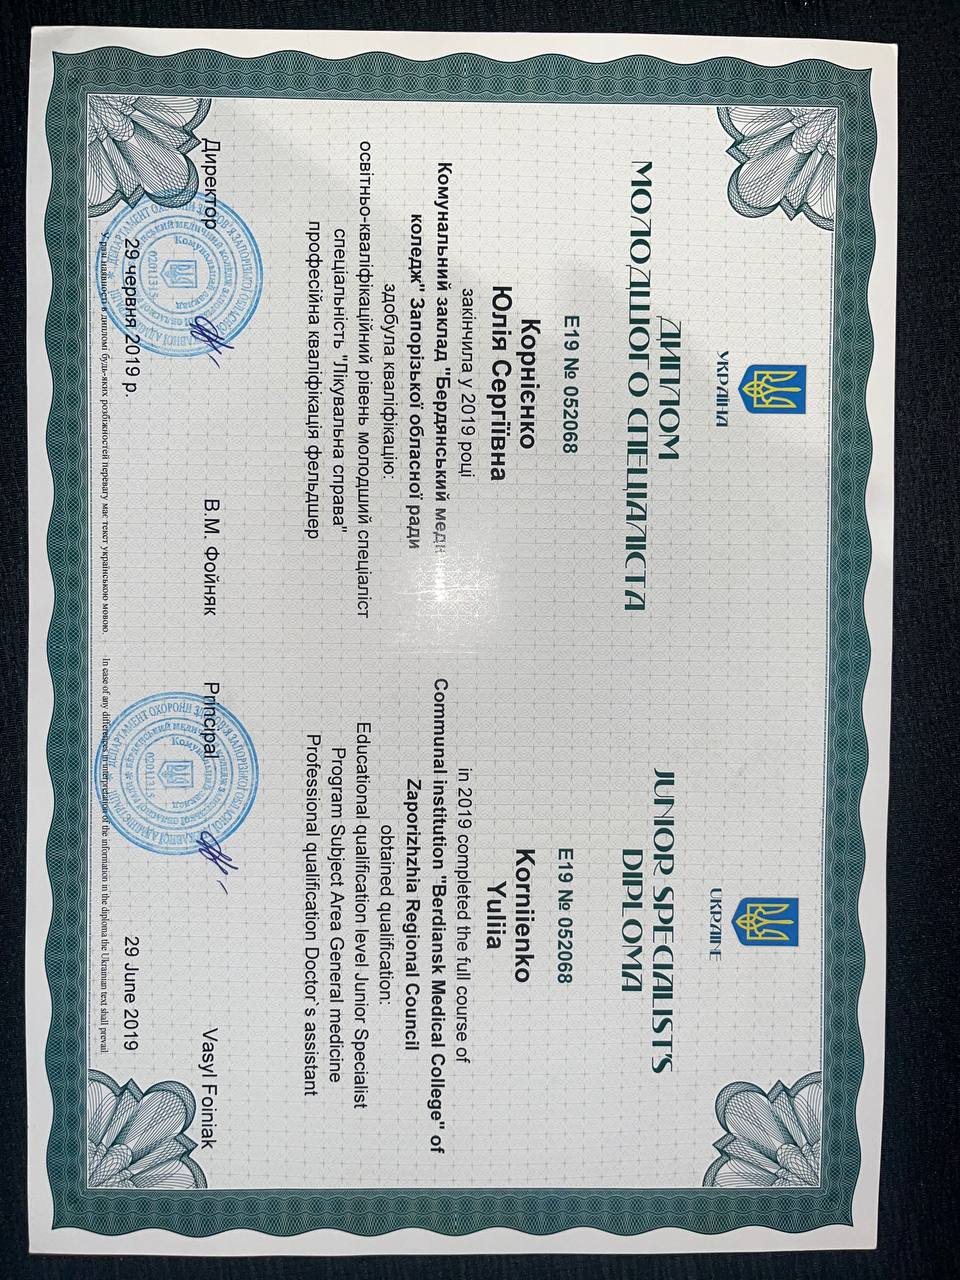 УКРАЇНА
ДИПЛОМ
МОЛОДШОГО СПЕЦІАЛІСТА
Е19 № 052068
Корнієнко
Юлія Сергіївна
закінчила у 2019 році
Комунальний заклад "Бердянський
коледж" Запорізької обласної ради
здобула кваліфікацію:
освітньо-кваліфікаційний рівень молодший спеціаліст
спеціальність "Лікувальна справа"
професійна кваліфікація фельдшер
Директор
В.М. Фойняк
29 червня 2019 р.
У разі наявності в дипломі будь-яких розбіжностей перевагу має текст українською мовою.
UKRAINE
JUNIOR SPECIALIST'S
DIPLOMA
E19 № 052068
Korniienko
Yuliia
in 2019 completed the full course of
Communal institution "Berdiansk Medical College" of
Zaporizhzhia Regional Council
obtained qualification:
Educational qualification level Junior Specialist
Program Subject Area General medicine
Professional qualification Doctor`s assistant
Principal
Vasyl Foiniak
29 June 2019
In case of any differences in interpretation of the information in the diploma the Ukrainian text shall prevail.